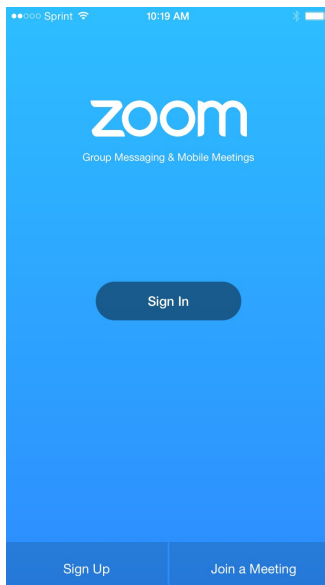 Sprint 10:19 AM
zoom
Group Messaging & Mobile Meetings
Sign In
Sign Up Join a Meeting